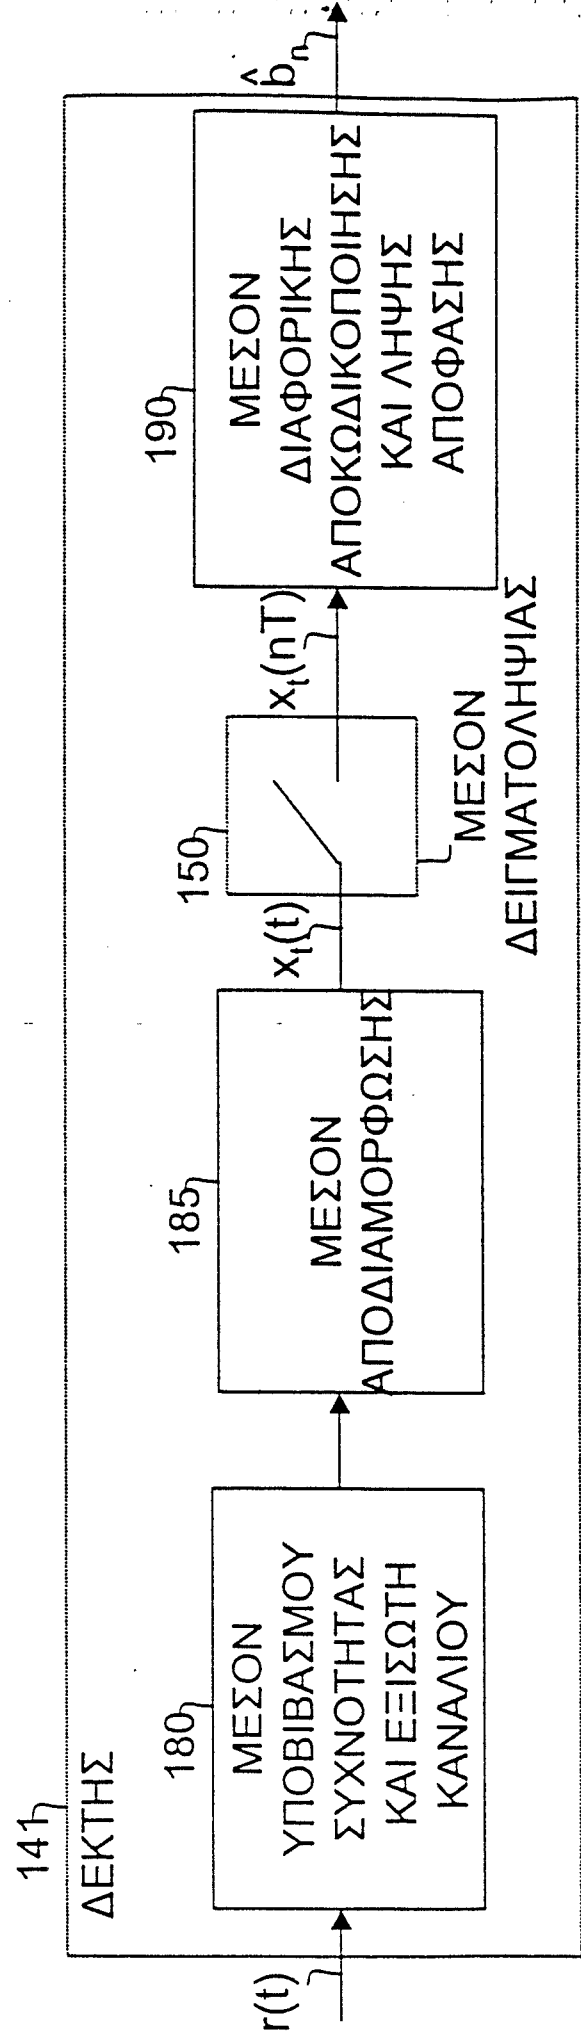 141
ΔΕΚΤΗΣ
r(t)
180
ΜΕΣΟΝ
ΥΠΟΒΙΒΑΣΜΟΥ
ΣΥΧΝΟΤΗΤΑΣ
ΚΑΙ ΕΞΙΣΩΤΗ
ΚΑΝΑΛΙΟΥ
185
ΜΕΣΟΝ
ΑΠΟΔΙΑΜΟΡΦΩΣΗΣ
x_t(t)
150
ΜΕΣΟΝ
ΔΕΙΓΜΑΤΟΛΗΨΙΑΣ
x_t(nT)
190
ΜΕΣΟΝ
ΔΙΑΦΟΡΙΚΗΣ
ΑΠΟΚΩΔΙΚΟΠΟΙΗΣΗΣ
ΚΑΙ ΛΗΨΗΣ
ΑΠΟΦΑΣΗΣ
b̂_n